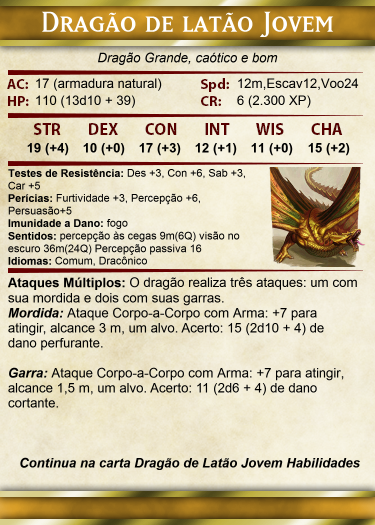 Dragão de latão Jovem
Dragão Grande, caótico e bom
AC: 17 (armadura natural) Spd: 12m,Escav12,Voo24
HP: 110 (13d10 + 39) CR: 6 (2.300 XP)
STR DEX CON INT WIS CHA
19 (+4) 10 (+0) 17 (+3) 12 (+1) 11 (+0) 15 (+2)
Testes de Resistência: Des +3, Con +6, Sab +3,
Car +5
Perícias: Furtividade +3, Percepção +6,
Persuasão+5
Imunidade a Dano: fogo
Sentidos: percepção às cegas 9m(6Q) visão no
escuro 36m(24Q) Percepção passiva 16
Idiomas: Comum, Dracônico
Ataques Múltiplos: O dragão realiza três ataques: um com
sua mordida e dois com suas garras.
Mordida: Ataque Corpo-a-Corpo com Arma: +7 para
atingir, alcance 3 m, um alvo. Acerto: 15 (2d10 + 4) de
dano perfurante.
Garra: Ataque Corpo-a-Corpo com Arma: +7 para atingir,
alcance 1,5 m, um alvo. Acerto: 11 (2d6 + 4) de dano
cortante.
Continua na carta Dragão de Latão Jovem Habilidades